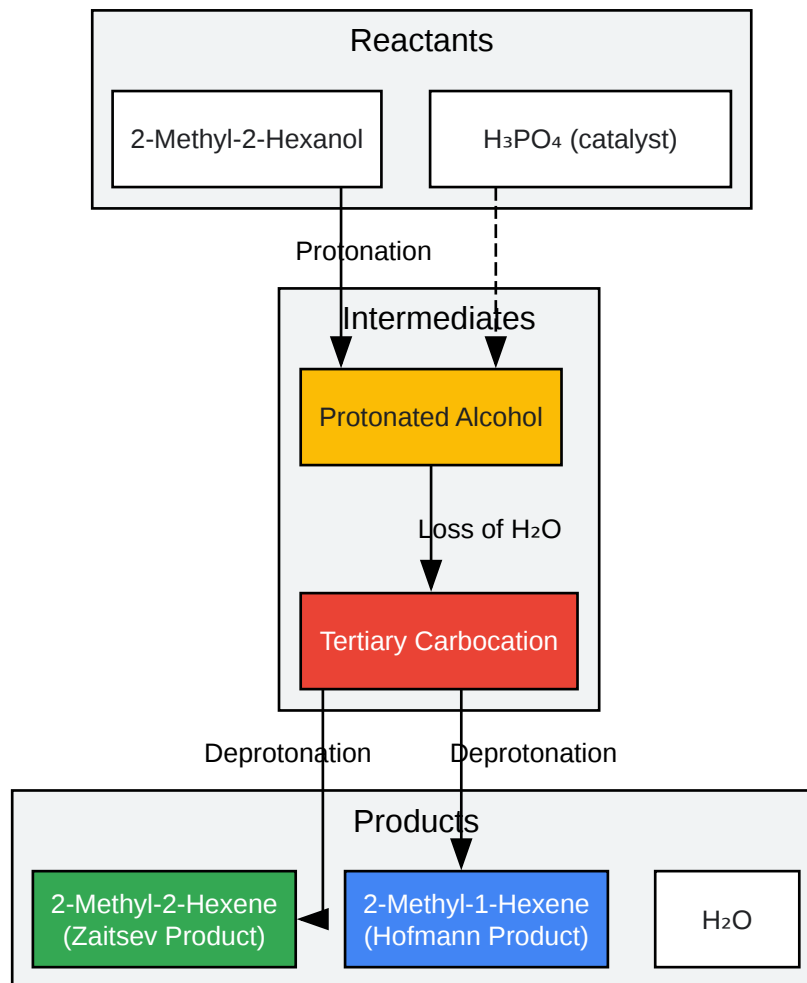 Reactants
2-Methyl-2-Hexanol
H₃PO₄ (catalyst)
Protonation
Intermediates
Protonated Alcohol
Loss of H₂O
Tertiary Carbocation
Deprotonation
Deprotonation
Products
2-Methyl-2-Hexene
(Zaitsev Product)
2-Methyl-1-Hexene
(Hofmann Product)
H₂O